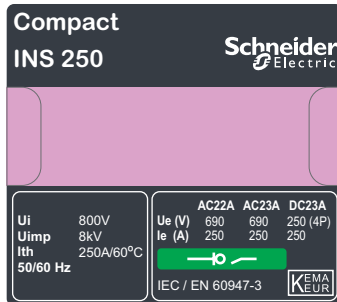 Compact
INS 250
Schneider
Electric
Ui 800V
Uimp 8kV
Ith 250A/60°C
50/60 Hz
AC22A AC23A DC23A
Ue (V) 690 690 250 (4P)
Ie (A) 250 250 250
IEC / EN 60947-3
KEMA
KEUR